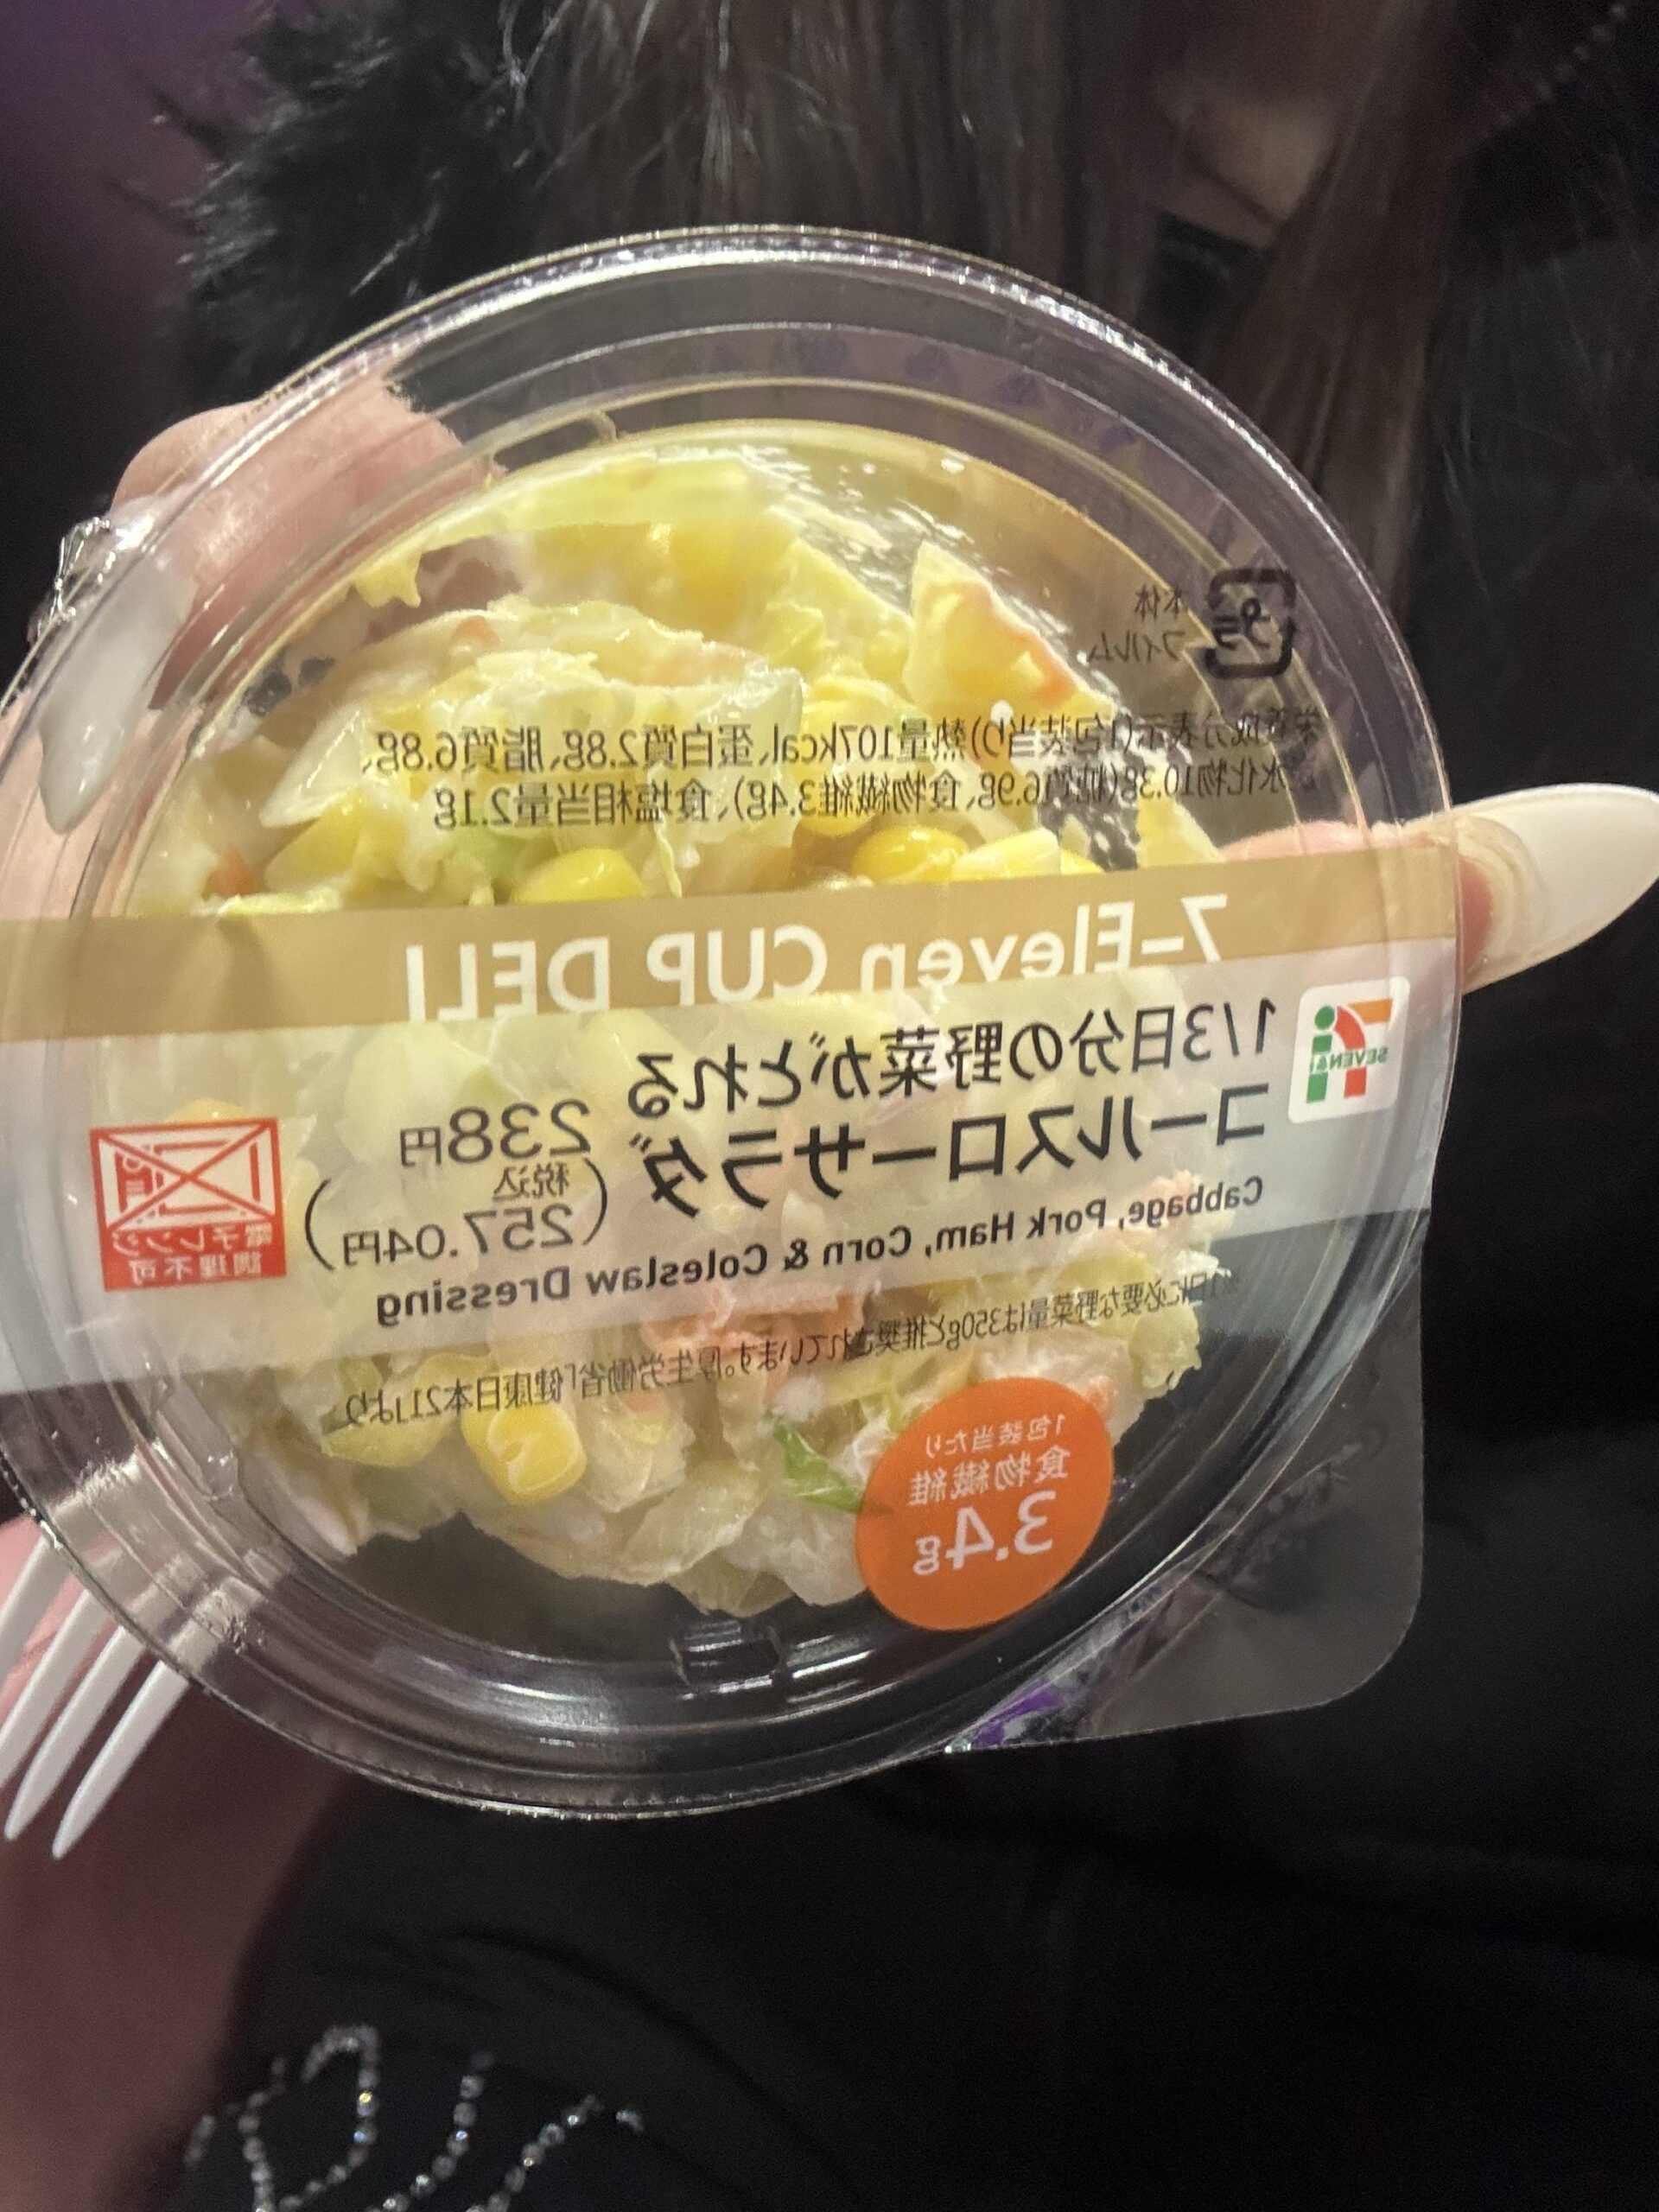 本体
フィルム
プラ
栄養成分表示(1包装当り)熱量107kcal、蛋白質2.8g、脂質6.8g、
炭水化物10.3g(糖質6.9g、食物繊維3.4g)、食塩相当量2.1g
7-Eleven CUP DELI
SEVEN&i
1/3日分の野菜がとれる
コールスローサラダ
238円
税込
(257.04円)
電子レンジ
調理不可
Cabbage, Pork Ham, Corn & Coleslaw Dressing
※1日に必要な野菜量は350gと推奨されています。厚生労働省「健康日本21」より
1包装当たり
食物繊維
3.4g